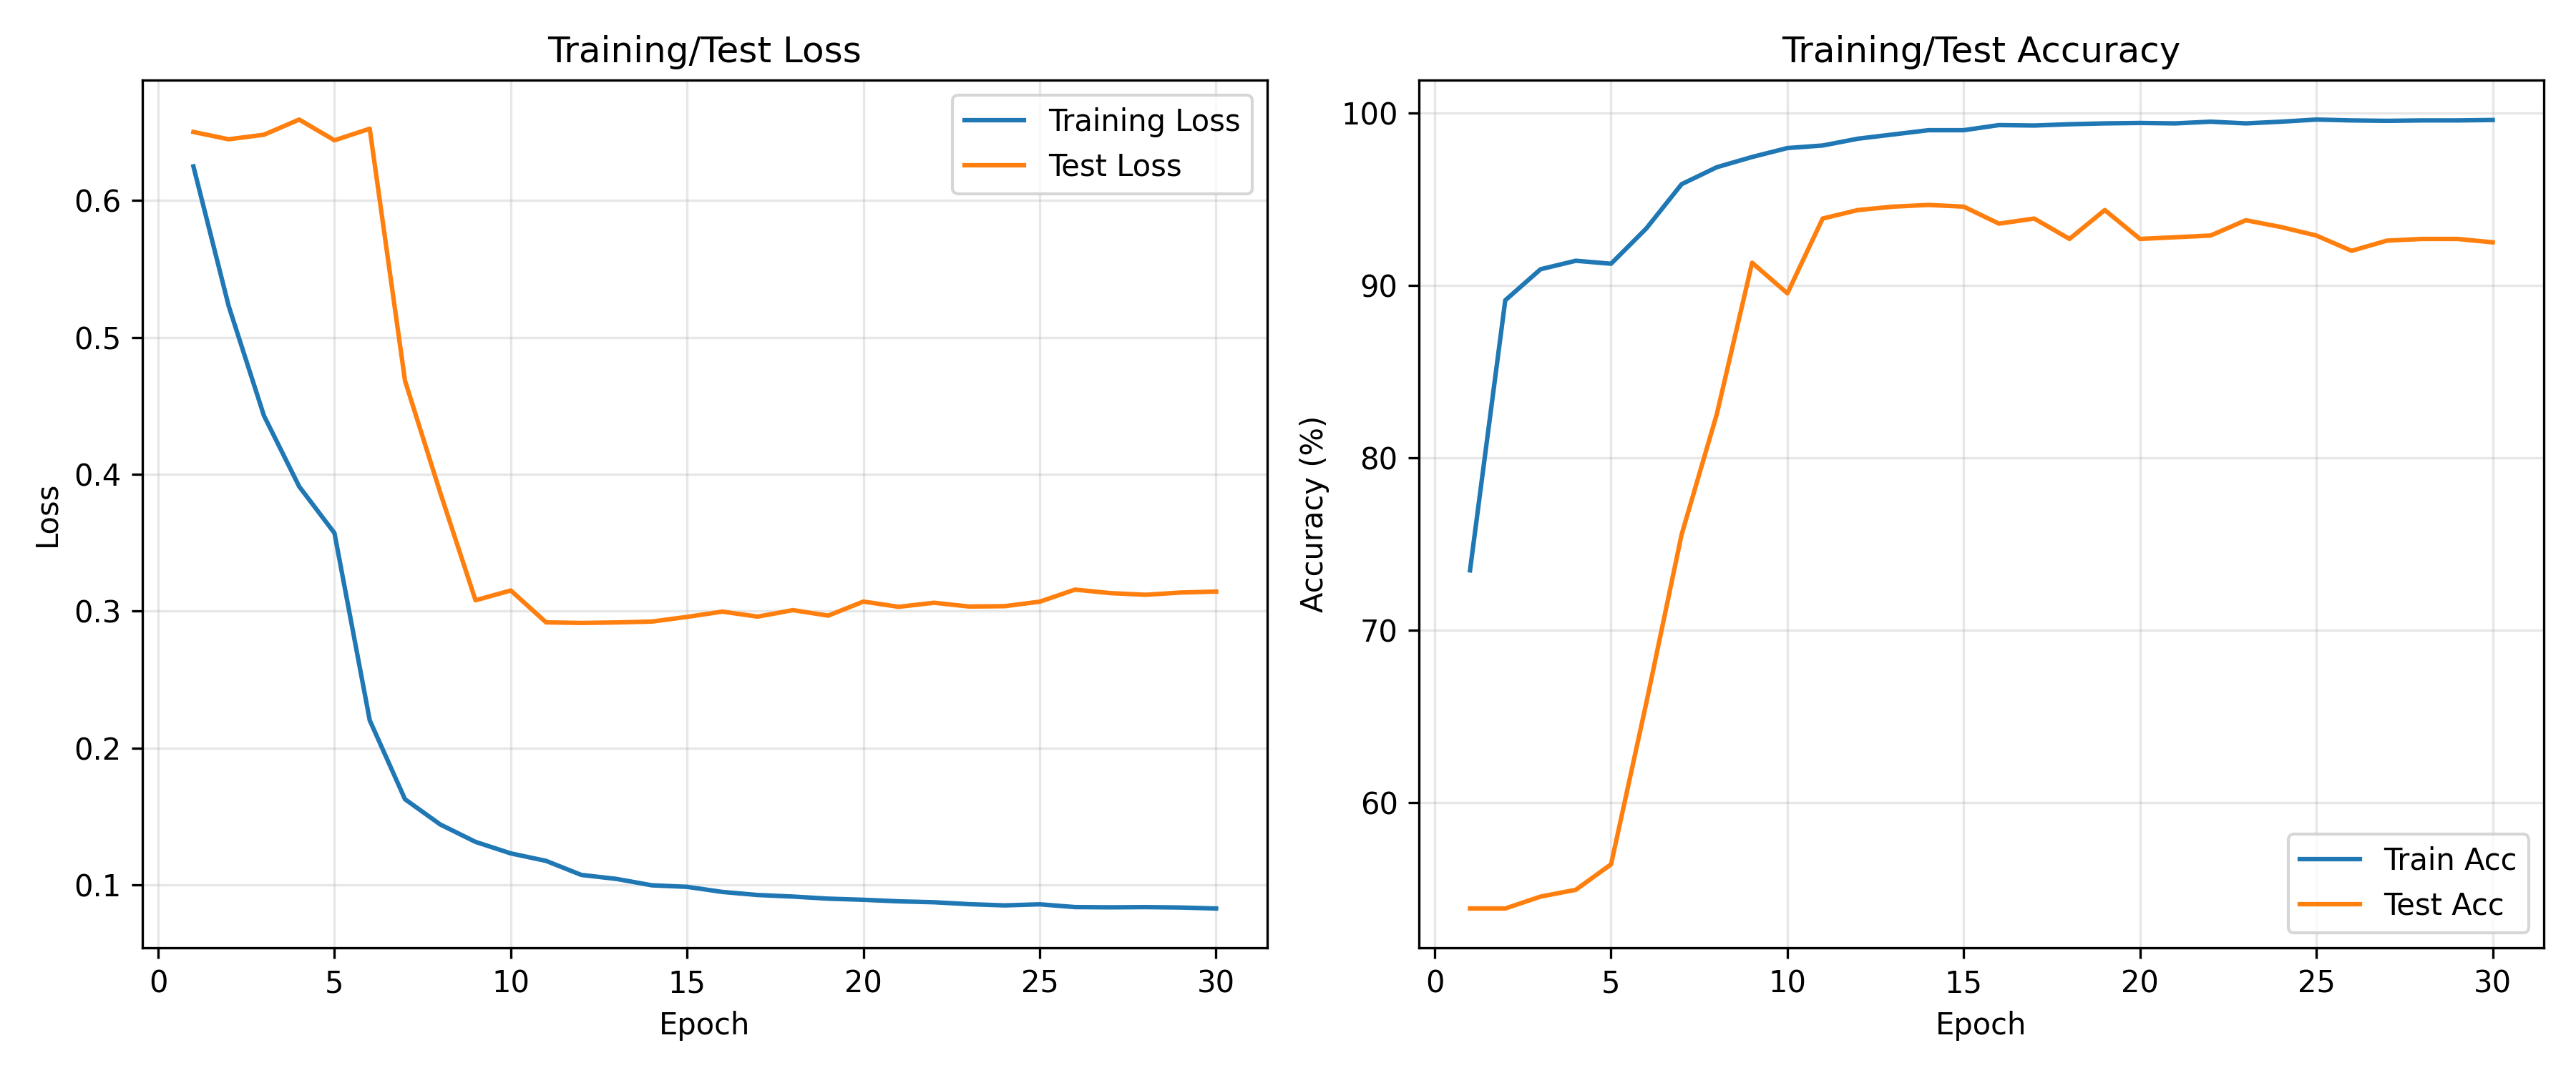 Training/Test Loss
Training Loss
Test Loss
0.6
0.5
0.4
0.3
0.2
0.1
Loss
0 5 10 15 20 25 30
Epoch
Training/Test Accuracy
100
90
80
70
60
Accuracy (%)
Train Acc
Test Acc
0 5 10 15 20 25 30
Epoch